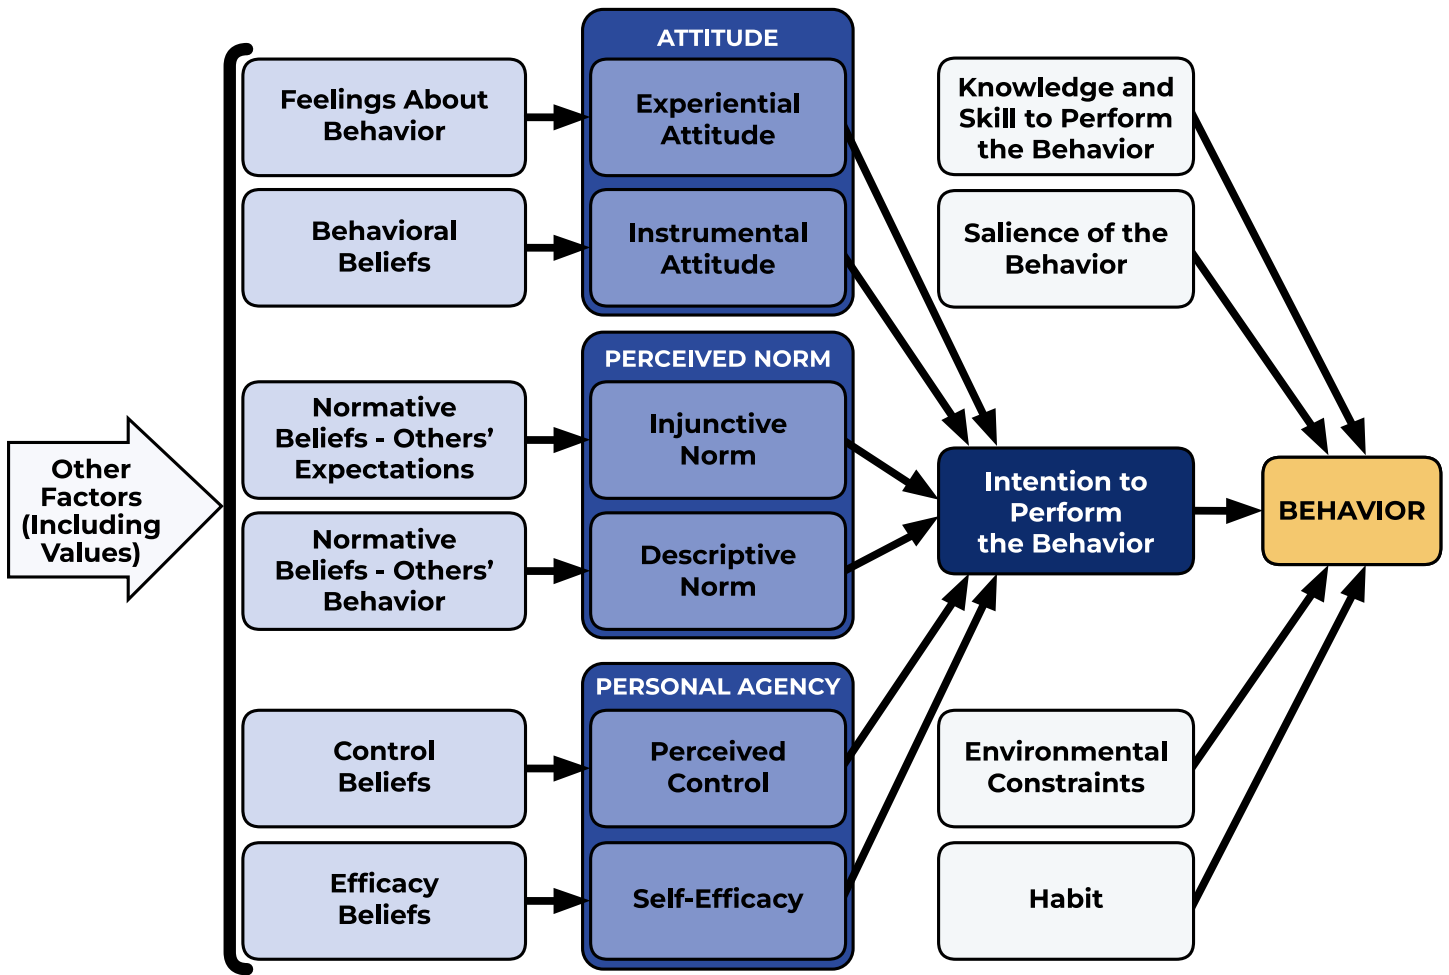 Other
Factors
(Including
Values)
Feelings About
Behavior
Behavioral
Beliefs
Normative
Beliefs - Others’
Expectations
Normative
Beliefs - Others’
Behavior
Control
Beliefs
Efficacy
Beliefs
ATTITUDE
Experiential
Attitude
Instrumental
Attitude
PERCEIVED NORM
Injunctive
Norm
Descriptive
Norm
PERSONAL AGENCY
Perceived
Control
Self-Efficacy
Knowledge and
Skill to Perform
the Behavior
Salience of the
Behavior
Intention to
Perform
the Behavior
Environmental
Constraints
Habit
BEHAVIOR